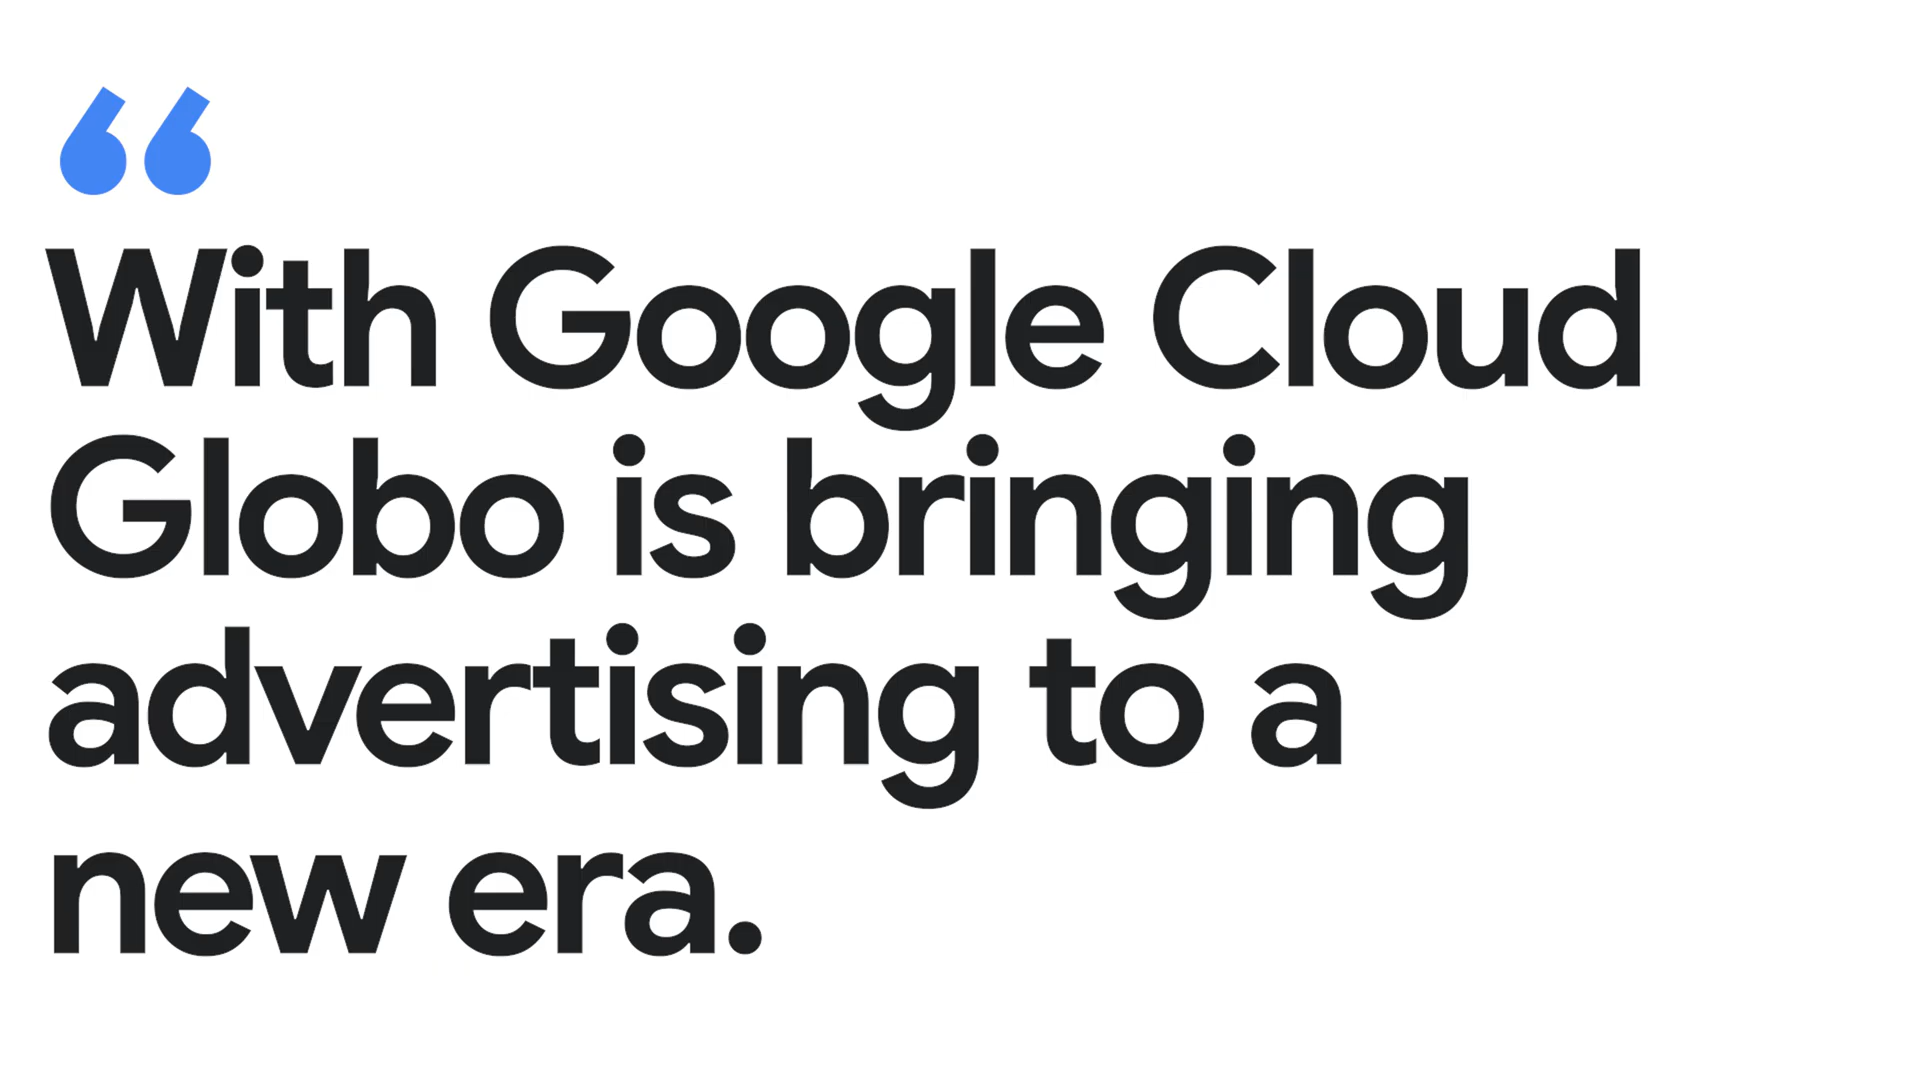 “
With Google Cloud
Globo is bringing
advertising to a
new era.